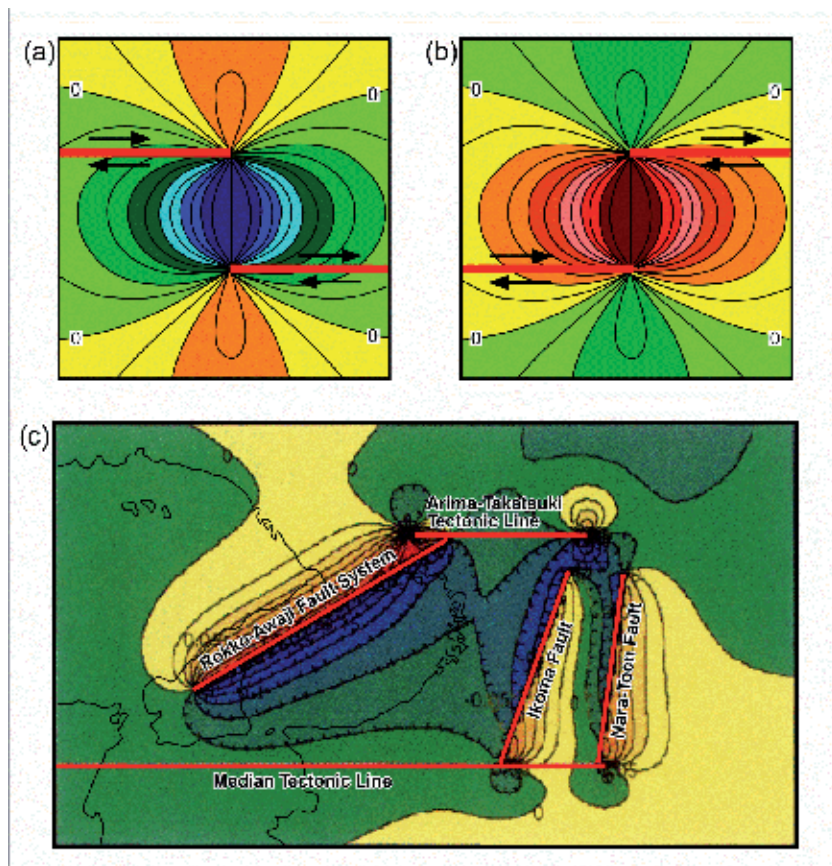 (a)
(b)
0
0
0
0
0
0
0
0
(c)
Arima-Takatsuki
Tectonic Line
Rokko-Awaji Fault System
Ikoma Fault
Nara-Toon Fault
Median Tectonic Line